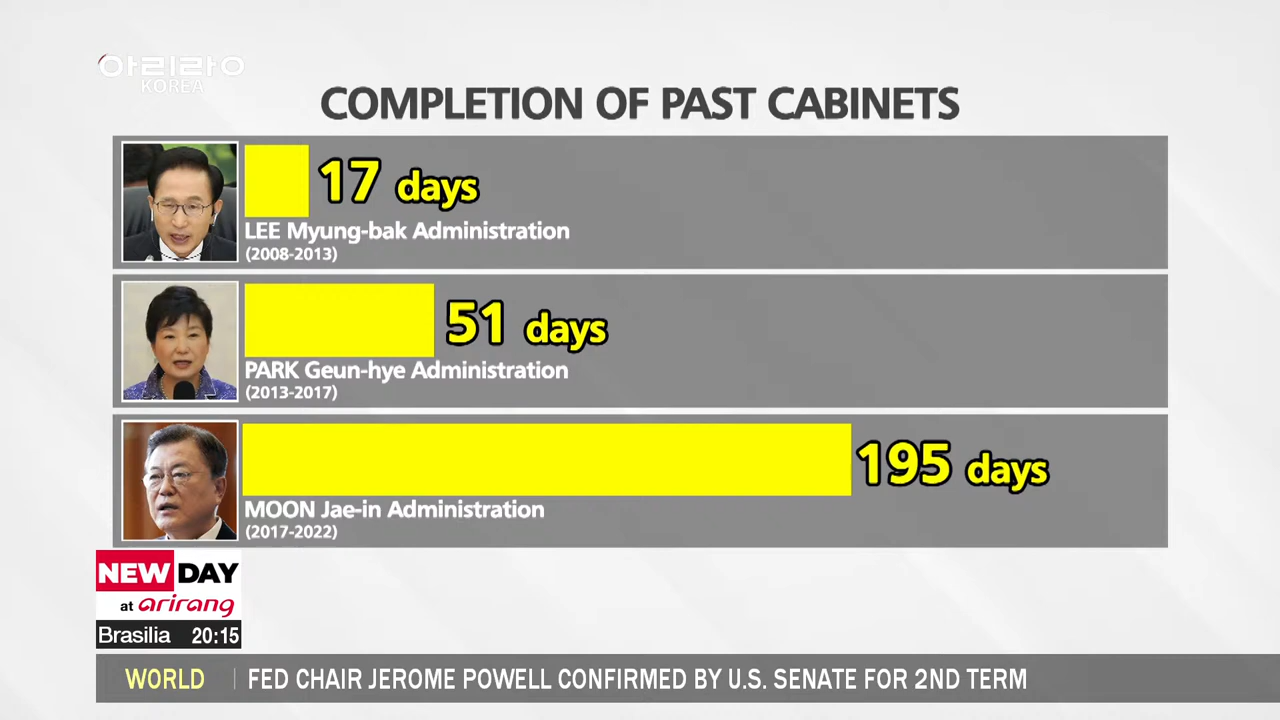 아리랑
KOREA
COMPLETION OF PAST CABINETS
17 days
LEE Myung-bak Administration
(2008-2013)
51 days
PARK Geun-hye Administration
(2013-2017)
195 days
MOON Jae-in Administration
(2017-2022)
NEW DAY
at arirang
Brasilia 20:15
WORLD FED CHAIR JEROME POWELL CONFIRMED BY U.S. SENATE FOR 2ND TERM